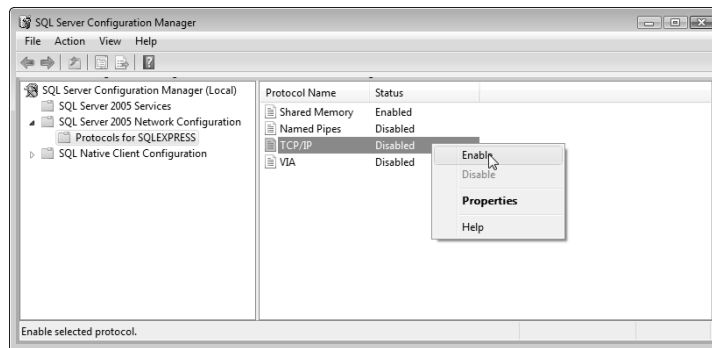 SQL Server Configuration Manager
File Action View Help
SQL Server Configuration Manager (Local)
SQL Server 2005 Services
SQL Server 2005 Network Configuration
Protocols for SQLEXPRESS
SQL Native Client Configuration
Protocol Name Status
Shared Memory Enabled
Named Pipes Disabled
TCP/IP Disabled
VIA Disabled
Enable
Disable
Properties
Help
Enable selected protocol.